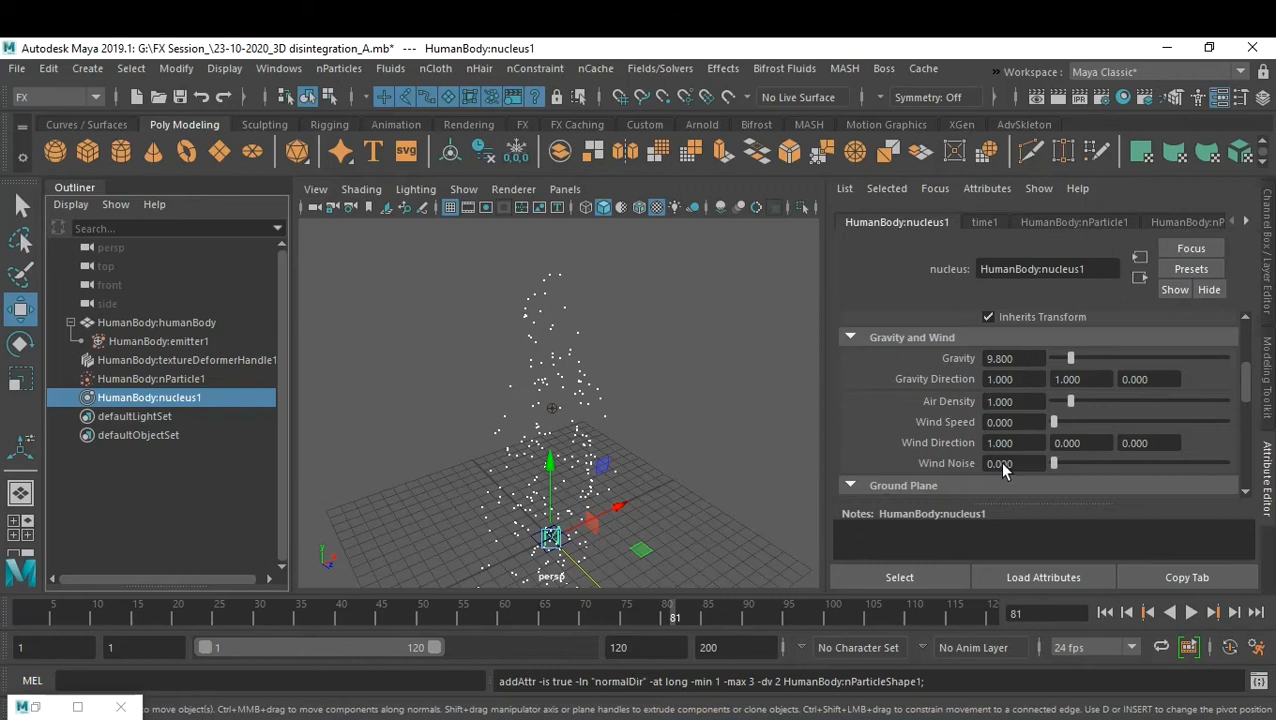 Autodesk Maya 2019.1: G:\FX Session_\23-10-2020_3D disintegration_A.mb* --- HumanBody:nucleus1
File Edit Create Select Modify Display Windows nParticles Fluids nCloth nHair nConstraint nCache Fields/Solvers Effects Bifrost Fluids MASH Boss Cache » Workspace: Maya Classic*
FX No Live Surface Symmetry: Off
Curves / Surfaces Poly Modeling Sculpting Rigging Animation Rendering FX FX Caching Custom Arnold Bifrost MASH Motion Graphics XGen AdvSkeleton
Outliner
Display Show Help
Search...
persp
top
front
side
HumanBody:humanBody
HumanBody:emitter1
HumanBody:textureDeformerHandle1
HumanBody:nParticle1
HumanBody:nucleus1
defaultLightSet
defaultObjectSet
View Shading Lighting Show Renderer Panels
persp
List Selected Focus Attributes Show Help
HumanBody:nucleus1 time1 HumanBody:nParticle1 HumanBody:nP
nucleus: HumanBody:nucleus1
Focus
Presets
Show Hide
Inherits Transform
Gravity and Wind
Gravity 9.800
Gravity Direction 1.000 1.000 0.000
Air Density 1.000
Wind Speed 0.000
Wind Direction 1.000 0.000 0.000
Wind Noise 0.000
Ground Plane
Notes: HumanBody:nucleus1
Select Load Attributes Copy Tab
Channel Box / Layer Editor
Modeling Toolkit
Attribute Editor
5 10 15 20 25 30 35 40 45 50 55 60 65 70 75 80 85 90 95 100 105 110 115 12
81 81
1 1 1 120 120 200 No Character Set No Anim Layer 24 fps
MEL addAttr -is true -ln "normalDir" -at long -min 1 -max 3 -dv 2 HumanBody:nParticleShape1;
to move object(s). Ctrl+MMB+drag to move components along normals. Shift+drag manipulator axis or plane handles to extrude components or clone objects. Ctrl+Shift+LMB+drag to constrain movement to a connected edge. Use D or INSERT to change the pivot position